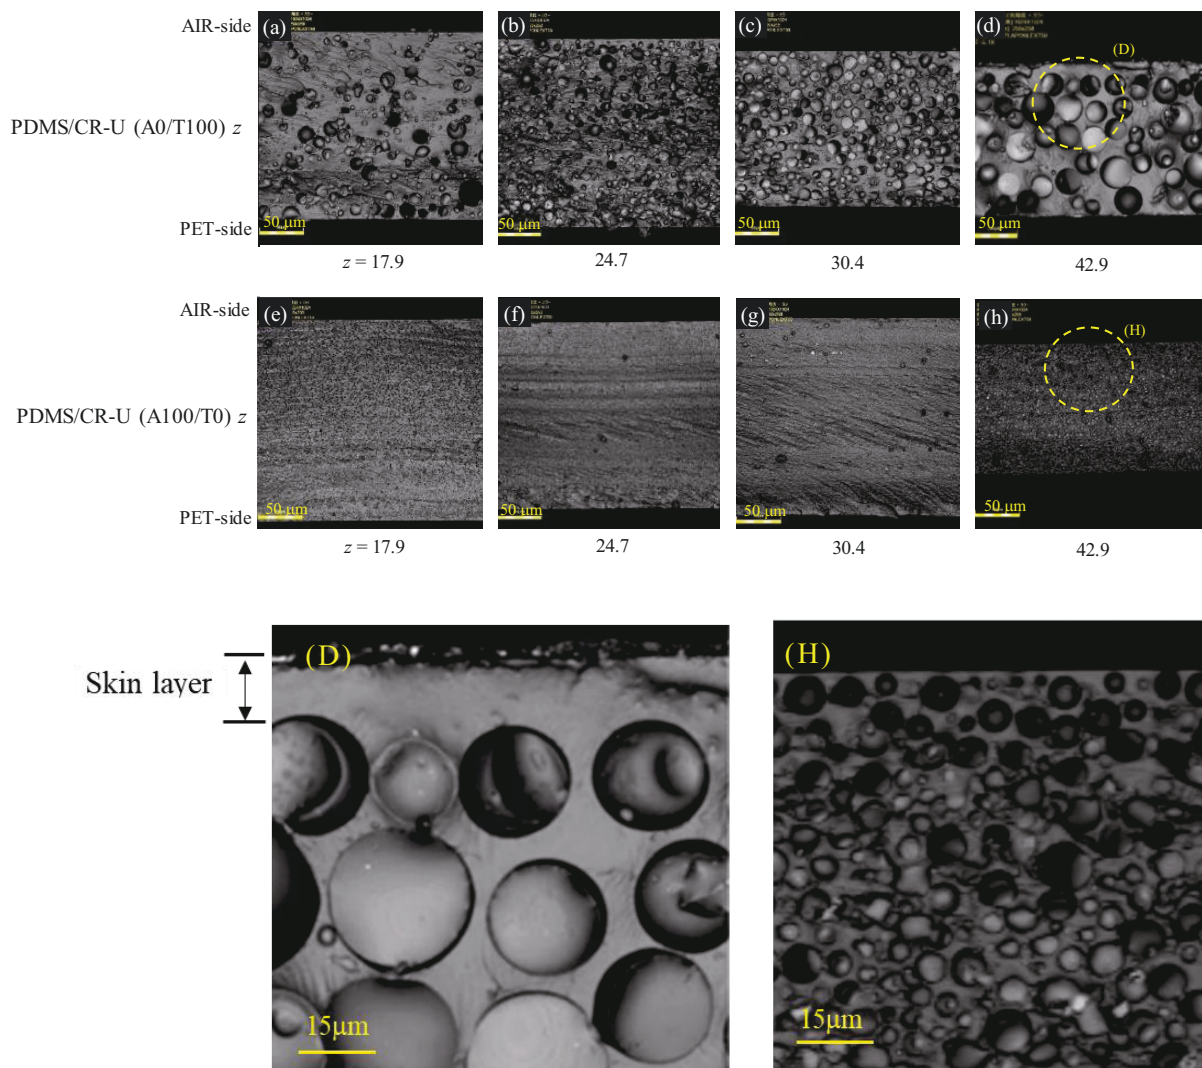 AIR-side
(a)
(b)
(c)
(d)
(D)
PDMS/CR-U (A0/T100) z
PET-side
50 μm
50 μm
50 μm
50 μm
z = 17.9
24.7
30.4
42.9
AIR-side
(e)
(f)
(g)
(h)
(H)
PDMS/CR-U (A100/T0) z
PET-side
50 μm
50 μm
50 μm
50 μm
z = 17.9
24.7
30.4
42.9
(D)
(H)
Skin layer
15μm
15μm